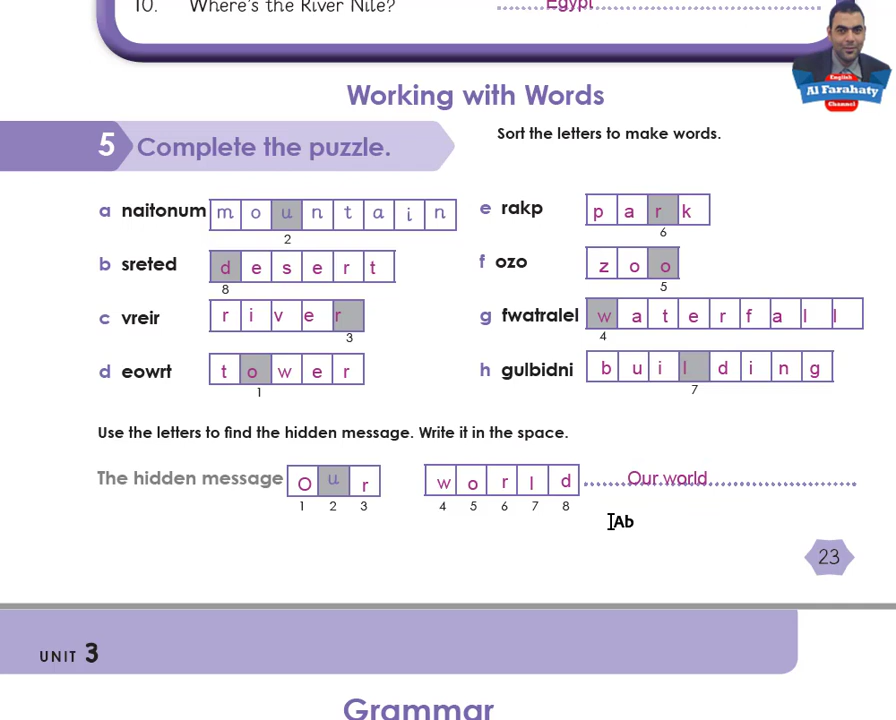 10. Where's the River Nile? Egypt
English
Al Farahaty
Channel
Working with Words
5 Complete the puzzle.
Sort the letters to make words.
a naitonum m o u n t a i n
2
b sreted d e s e r t
8
c vreir r i v e r
3
d eowrt t o w e r
1
e rakp p a r k
6
f ozo z o o
5
g fwatralel w a t e r f a l l
4
h gulbidni b u i l d i n g
7
Use the letters to find the hidden message. Write it in the space.
The hidden message O u r w o r l d Our world
1 2 3 4 5 6 7 8
Ab
23
UNIT 3
Grammar